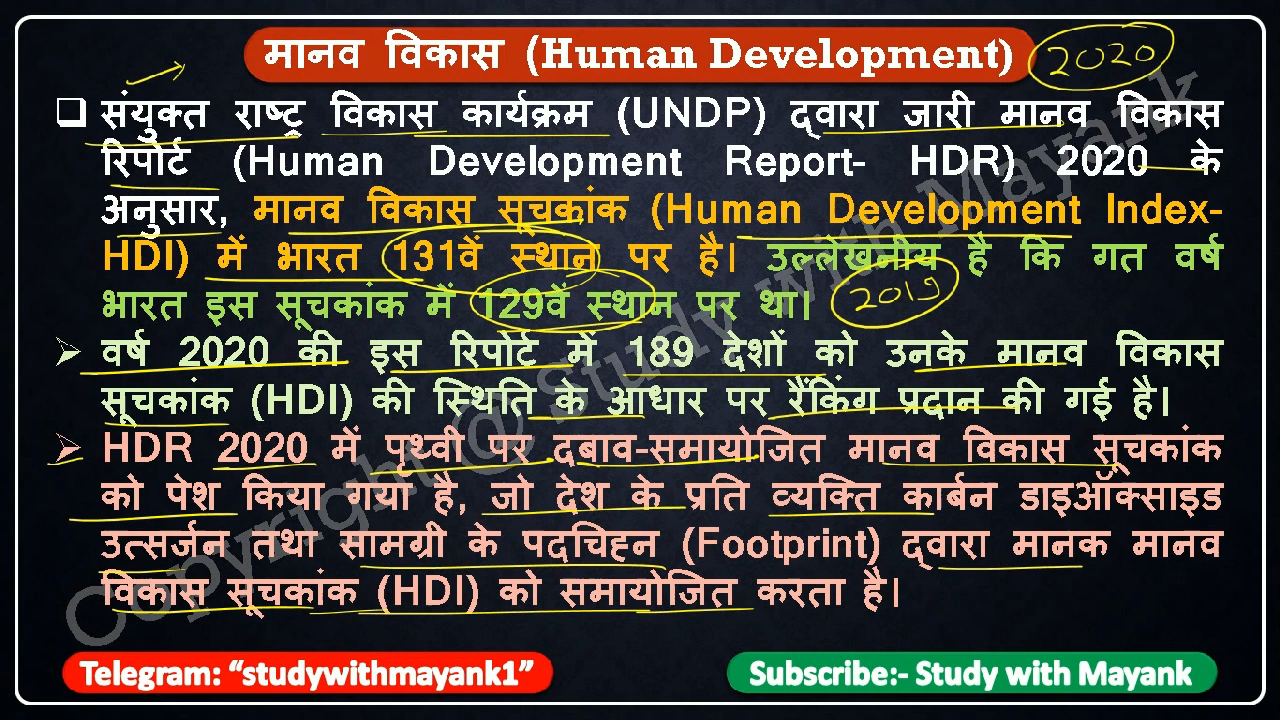 मानव विकास (Human Development)
2020
संयुक्त राष्ट्र विकास कार्यक्रम (UNDP) द्वारा जारी मानव विकास
रिपोर्ट (Human Development Report- HDR) 2020 के
अनुसार, मानव विकास सूचकांक (Human Development Index-
HDI) में भारत 131वें स्थान पर है। उल्लेखनीय है कि गत वर्ष
भारत इस सूचकांक में 129वें स्थान पर था।
2019
वर्ष 2020 की इस रिपोर्ट में 189 देशों को उनके मानव विकास
सूचकांक (HDI) की स्थिति के आधार पर रैंकिंग प्रदान की गई है।
HDR 2020 में पृथ्वी पर दबाव-समायोजित मानव विकास सूचकांक
को पेश किया गया है, जो देश के प्रति व्यक्ति कार्बन डाइऑक्साइड
उत्सर्जन तथा सामग्री के पदचिह्न (Footprint) द्वारा मानक मानव
विकास सूचकांक (HDI) को समायोजित करता है।
Copyright @ Study with Mayank
Telegram: “studywithmayank1”
Subscribe:- Study with Mayank